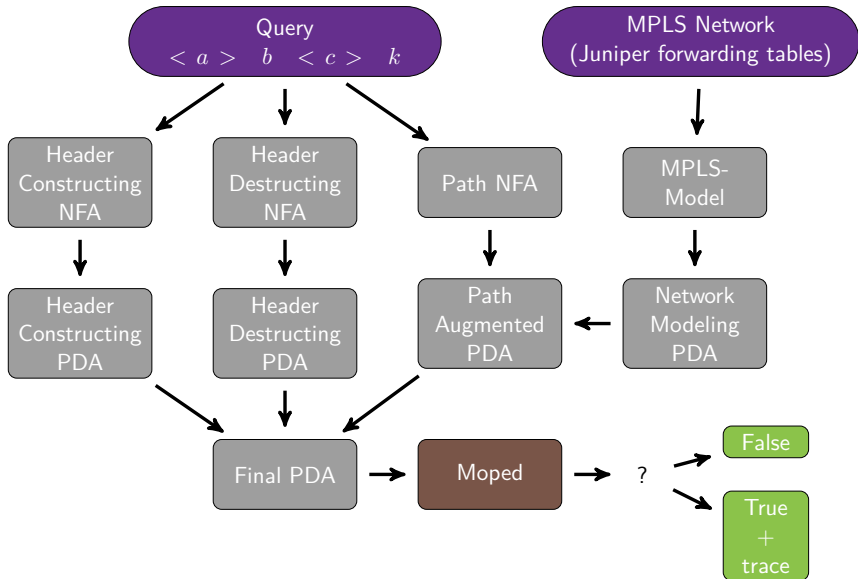 Query
< a > b < c > k
MPLS Network
(Juniper forwarding tables)
Header
Constructing
NFA
Header
Destructing
NFA
Path NFA
MPLS-
Model
Header
Constructing
PDA
Header
Destructing
PDA
Path
Augmented
PDA
Network
Modeling
PDA
Final PDA
Moped
?
False
True
+
trace